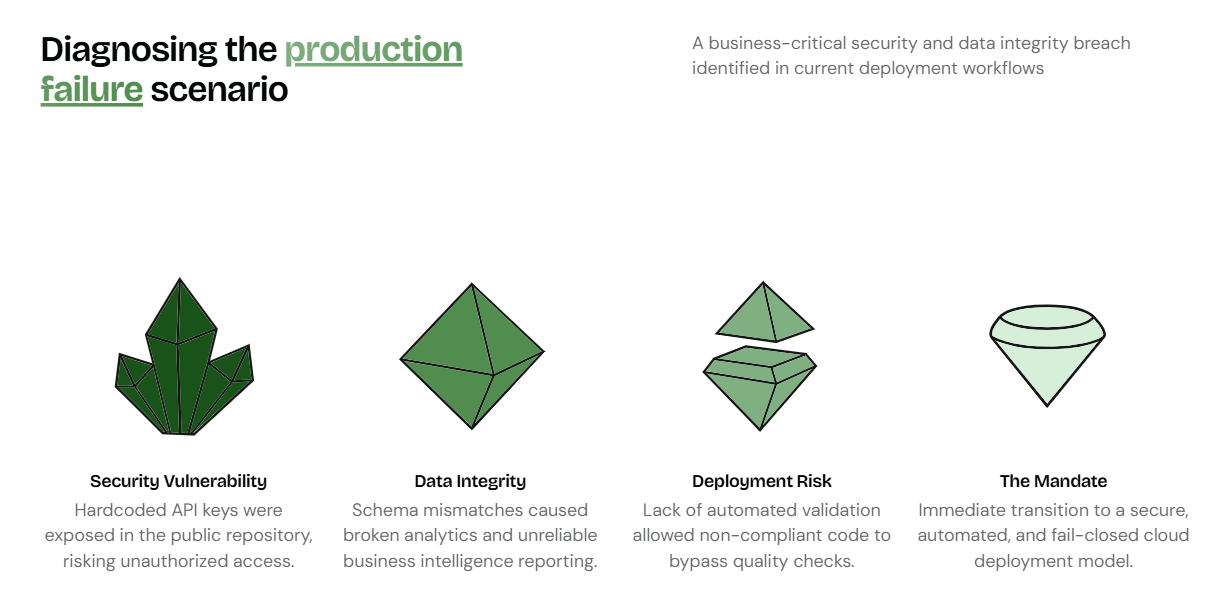 Diagnosing the production
failure scenario
A business-critical security and data integrity breach
identified in current deployment workflows
Security Vulnerability
Hardcoded API keys were
exposed in the public repository,
risking unauthorized access.
Data Integrity
Schema mismatches caused
broken analytics and unreliable
business intelligence reporting.
Deployment Risk
Lack of automated validation
allowed non-compliant code to
bypass quality checks.
The Mandate
Immediate transition to a secure,
automated, and fail-closed cloud
deployment model.